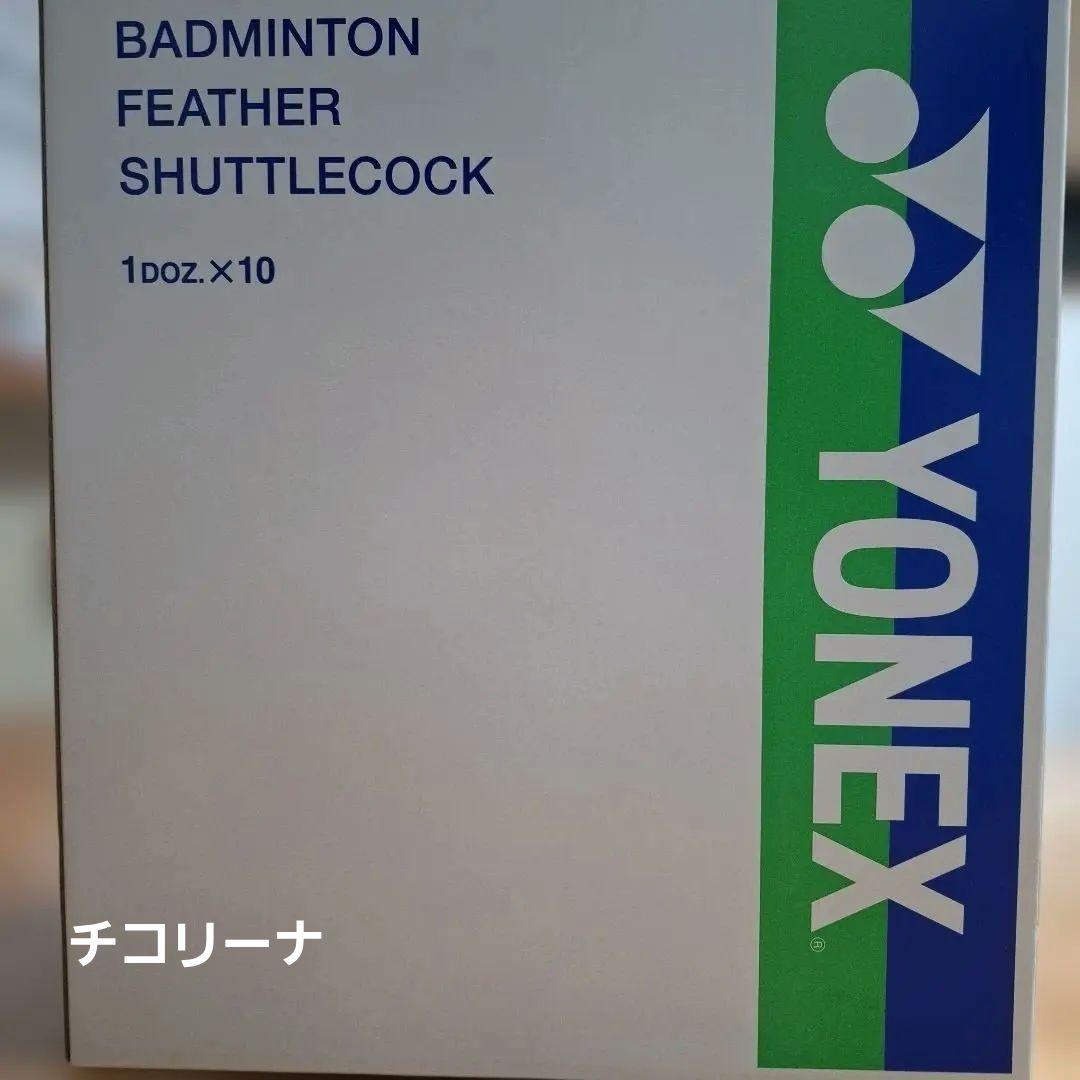 BADMINTON
FEATHER
SHUTTLECOCK
1DOZ.×10
YONEX
®
チコリーナ